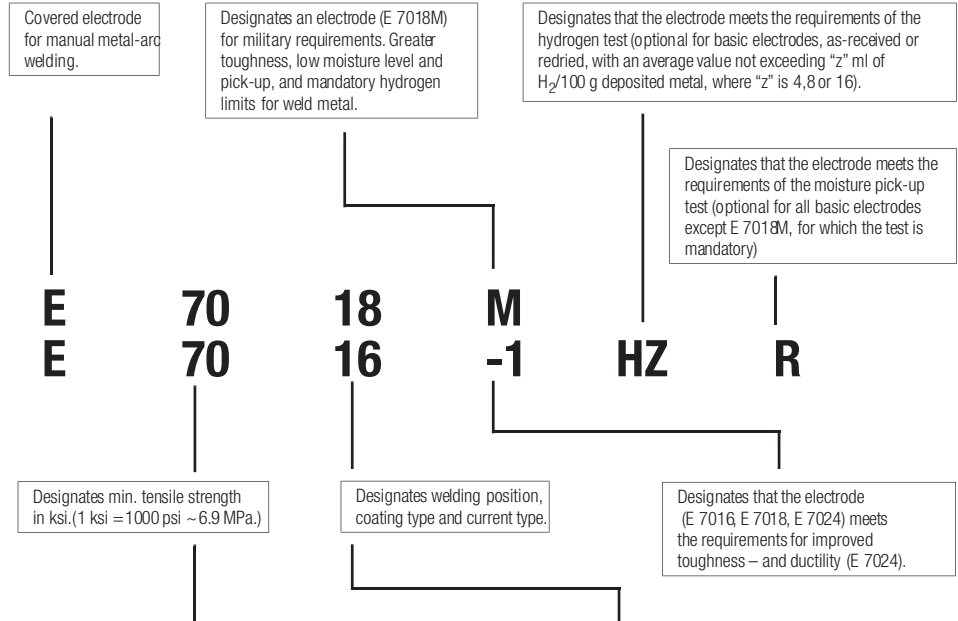 Covered electrode
for manual metal-arc
welding.
Designates an electrode (E 7018M)
for military requirements. Greater
toughness, low moisture level and
pick-up, and mandatory hydrogen
limits for weld metal.
Designates that the electrode meets the requirements of the
hydrogen test (optional for basic electrodes, as-received or
redried, with an average value not exceeding “z” ml of
H2/100 g deposited metal, where “z” is 4,8 or 16).
Designates that the electrode meets the
requirements of the moisture pick-up
test (optional for all basic electrodes
except E 7018M, for which the test is
mandatory)
E 70 18 M
E 70 16 -1 HZ R
Designates min. tensile strength
in ksi.(1 ksi = 1000 psi ~ 6.9 MPa.)
Designates welding position,
coating type and current type.
Designates that the electrode
(E 7016, E 7018, E 7024) meets
the requirements for improved
toughness – and ductility (E 7024).